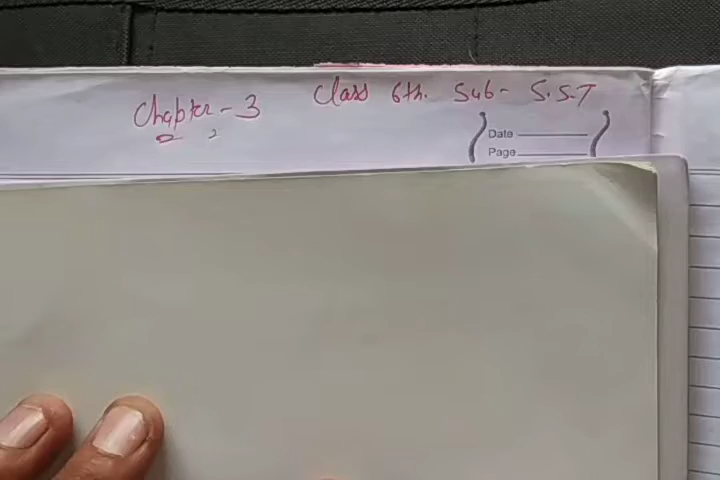 Class 6th. Sub- S.S.T
Chapter-3
Date
Page